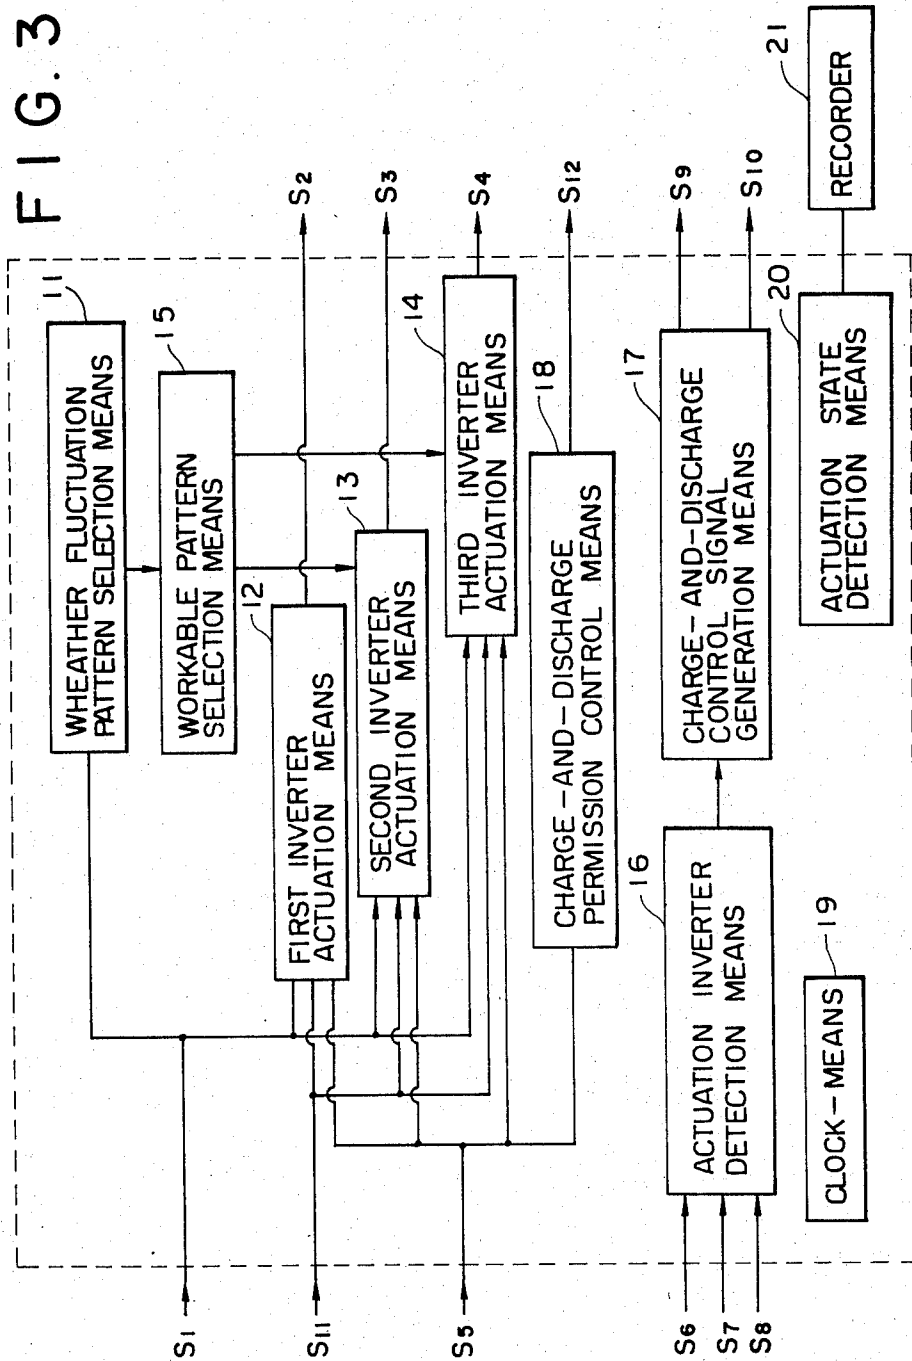 FIG. 3
11
WHEATHER FLUCTUATION
PATTERN SELECTION MEANS
15
WORKABLE PATTERN
SELECTION MEANS
12
FIRST INVERTER
ACTUATION MEANS
13
SECOND INVERTER
ACTUATION MEANS
14
THIRD INVERTER
ACTUATION MEANS
18
CHARGE-AND-DISCHARGE
PERMISSION CONTROL MEANS
16
ACTUATION INVERTER
DETECTION MEANS
17
CHARGE-AND-DISCHARGE
CONTROL SIGNAL
GENERATION MEANS
19
CLOCK-MEANS
20
ACTUATION STATE
DETECTION MEANS
21
RECORDER
S1
S11
S5
S6
S7
S8
S2
S3
S4
S12
S9
S10